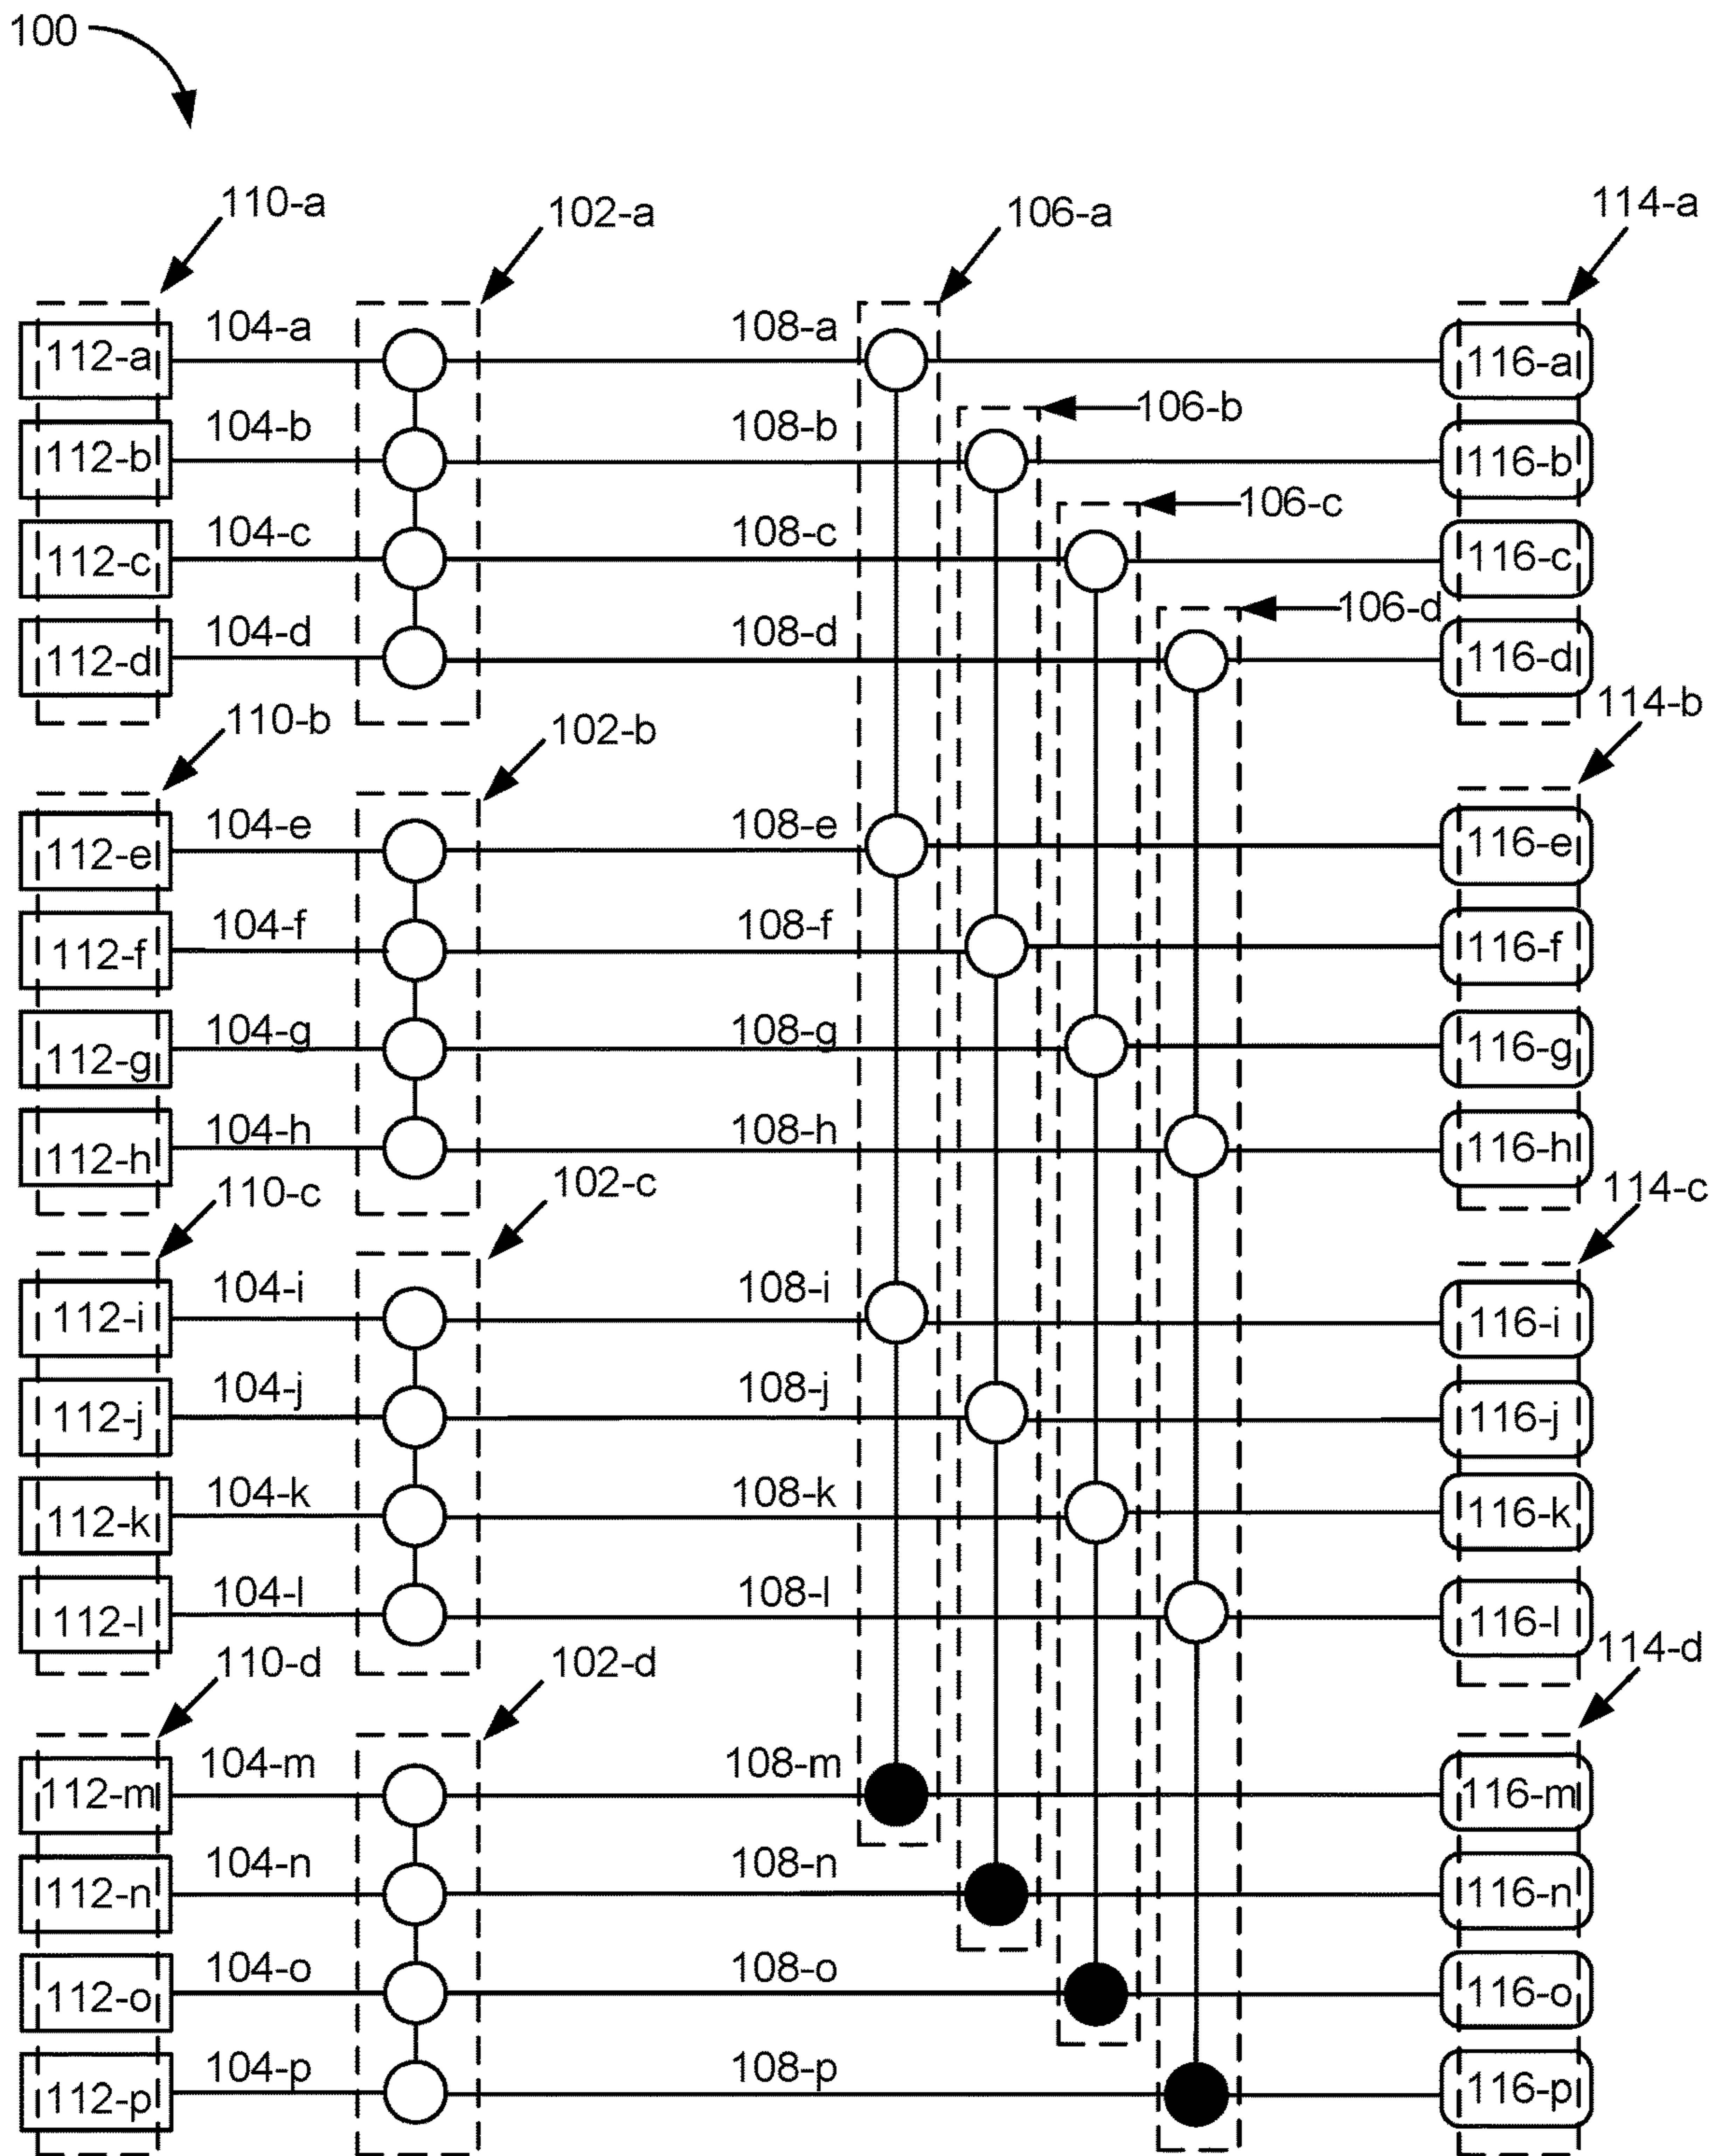 100
110-a 102-a 106-a 114-a
112-a 104-a 108-a 116-a
106-b
112-b 104-b 108-b 116-b
106-c
112-c 104-c 108-c 116-c
106-d
112-d 104-d 108-d 116-d
110-b 102-b 114-b
112-e 104-e 108-e 116-e
112-f 104-f 108-f 116-f
112-g 104-g 108-g 116-g
112-h 104-h 108-h 116-h
110-c 102-c 114-c
112-i 104-i 108-i 116-i
112-j 104-j 108-j 116-j
112-k 104-k 108-k 116-k
112-l 104-l 108-l 116-l
110-d 102-d 114-d
112-m 104-m 108-m 116-m
112-n 104-n 108-n 116-n
112-o 104-o 108-o 116-o
112-p 104-p 108-p 116-p